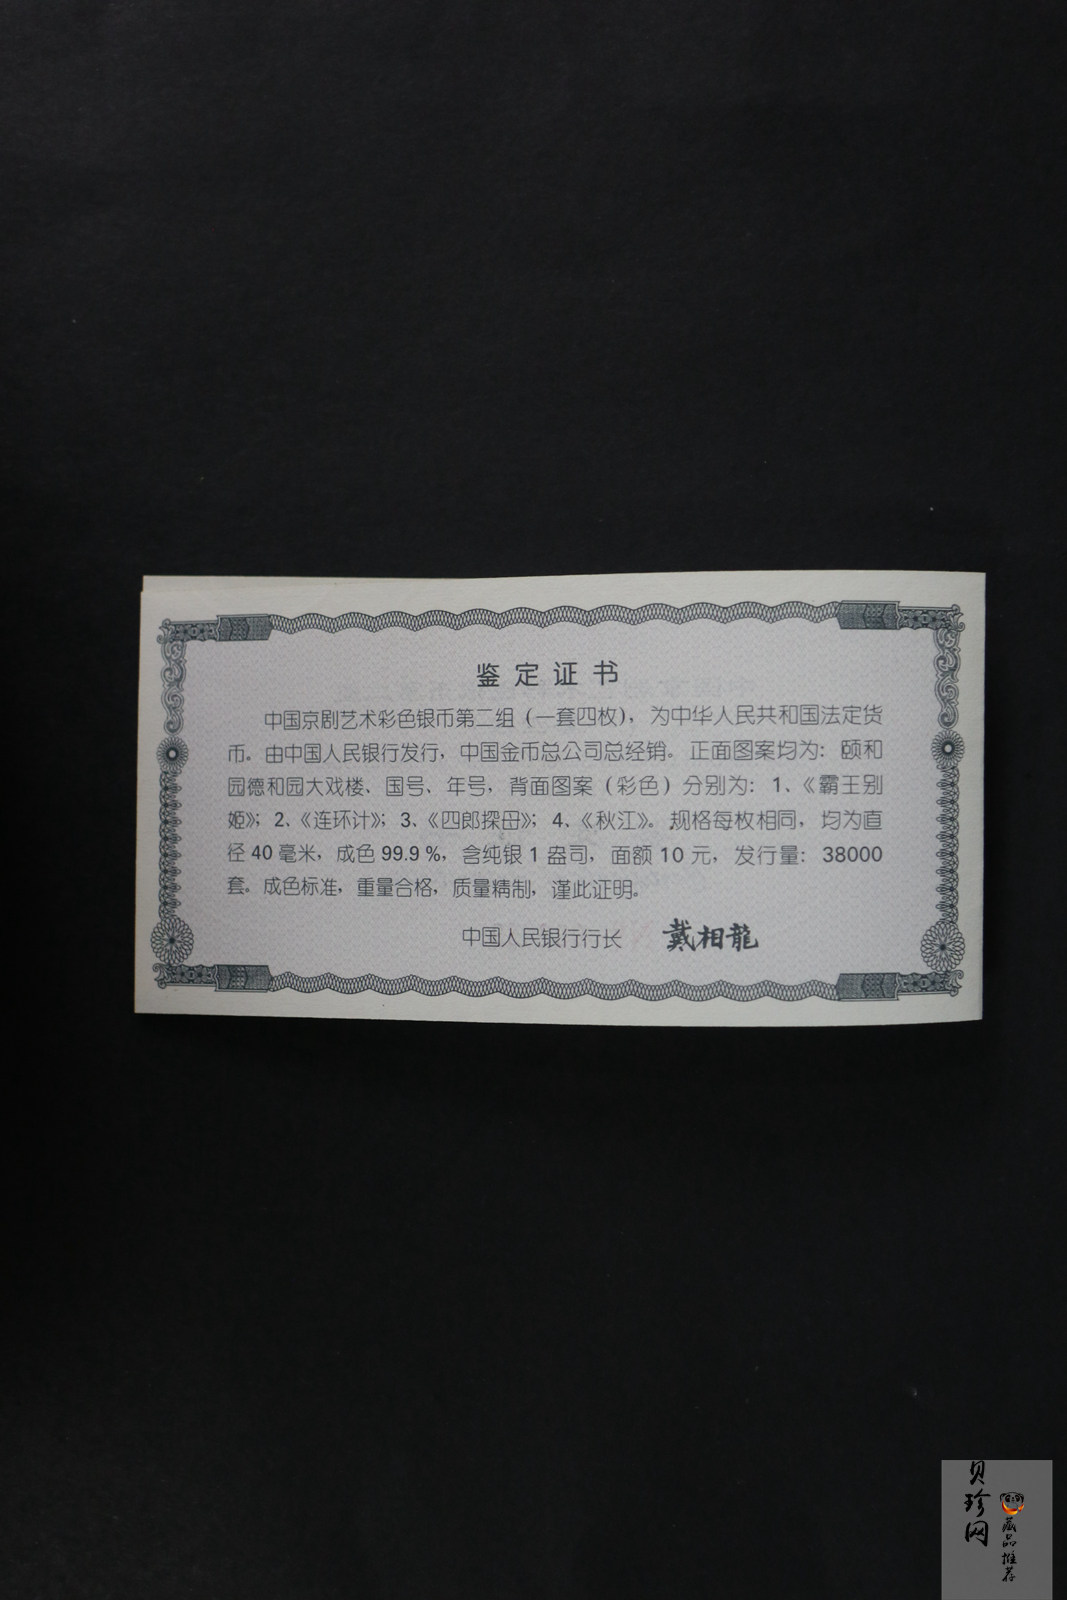 鉴定证书
中国京剧艺术彩色银币第二组（一套四枚），为中华人民共和国法定货
币。由中国人民银行发行，中国金币总公司总经销。正面图案均为：颐和
园德和园大戏楼、国号、年号，背面图案（彩色）分别为：1、《霸王别
姬》；2、《连环计》；3、《四郎探母》；4、《秋江》。规格每枚相同，均为直
径40毫米，成色99.9%，含纯银1盎司，面额10元，发行量：38000
套。成色标准，重量合格，质量精制，谨此证明。
中国人民银行行长 戴相龍
贝珍网
藏品推荐